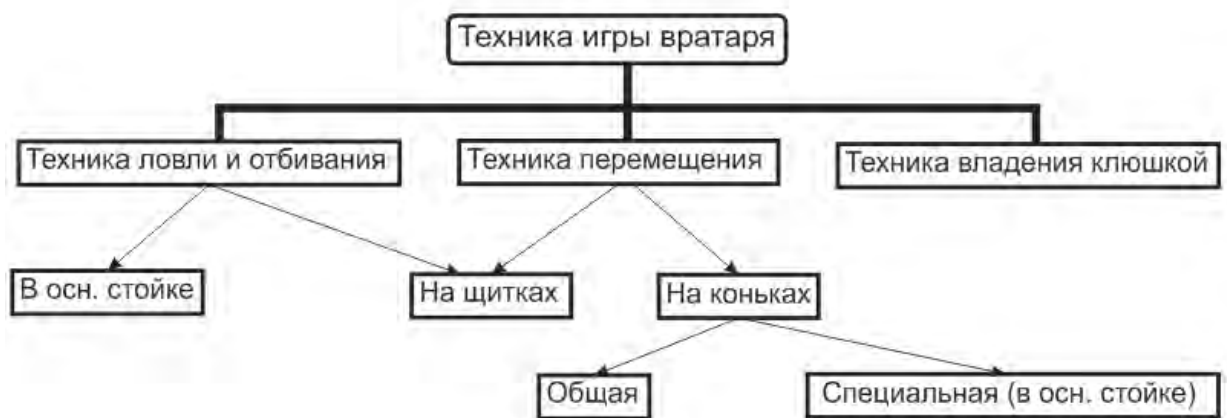 Техника игры вратаря
Техника ловли и отбивания
Техника перемещения
Техника владения клюшкой
В осн. стойке
На щитках
На коньках
Общая
Специальная (в осн. стойке)